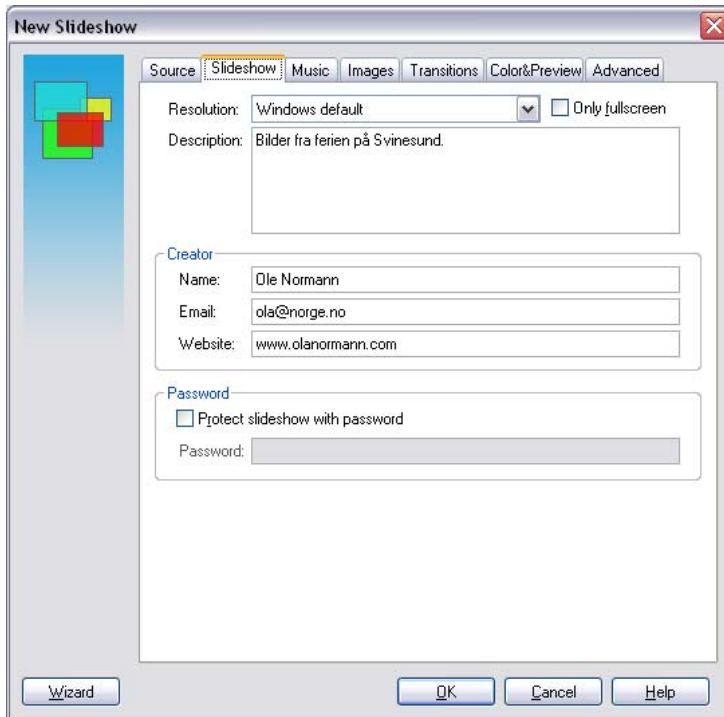 New Slideshow
Source Slideshow Music Images Transitions Color&Preview Advanced
Resolution: Windows default Only fullscreen
Description: Bilder fra ferien på Svinesund.
Creator
Name: Ole Normann
Email: ola@norge.no
Website: www.olanormann.com
Password
Protect slideshow with password
Password:
Wizard OK Cancel Help